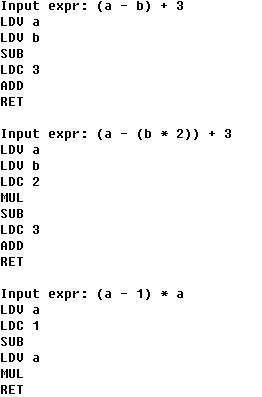 Input expr: (a - b) + 3
LDV a
LDV b
SUB
LDC 3
ADD
RET
Input expr: (a - (b * 2)) + 3
LDV a
LDV b
LDC 2
MUL
SUB
LDC 3
ADD
RET
Input expr: (a - 1) * a
LDV a
LDC 1
SUB
LDV a
MUL
RET